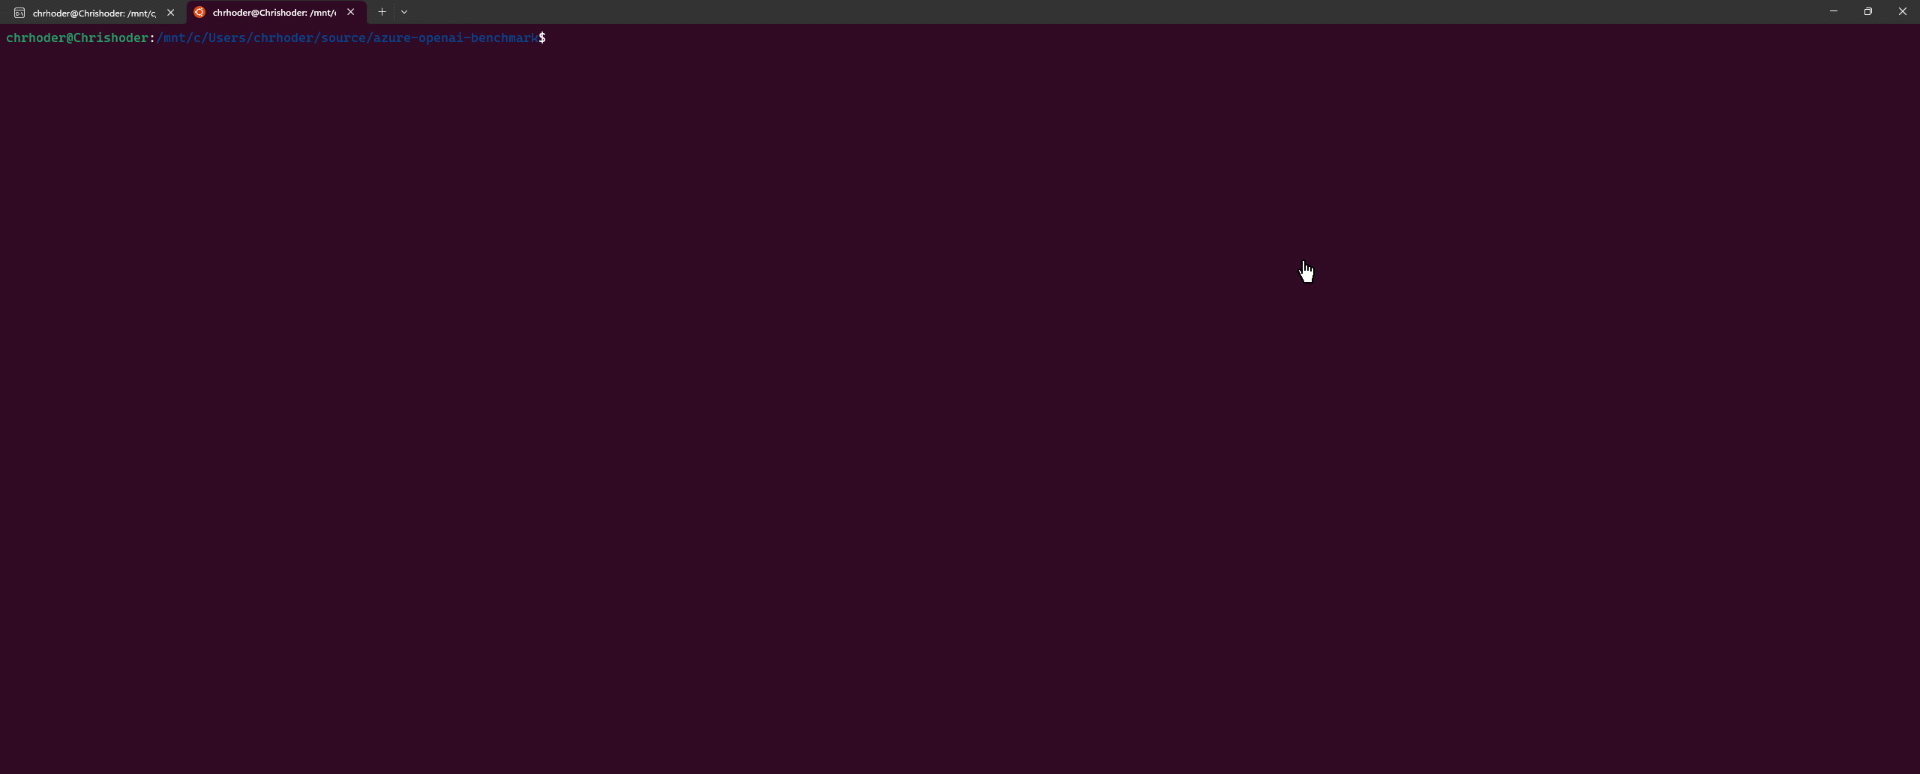 chrhoder@Chrishoder: /mnt/c,
chrhoder@Chrishoder: /mnt/
chrhoder@Chrishoder:/mnt/c/Users/chrhoder/source/azure-openai-benchmark$